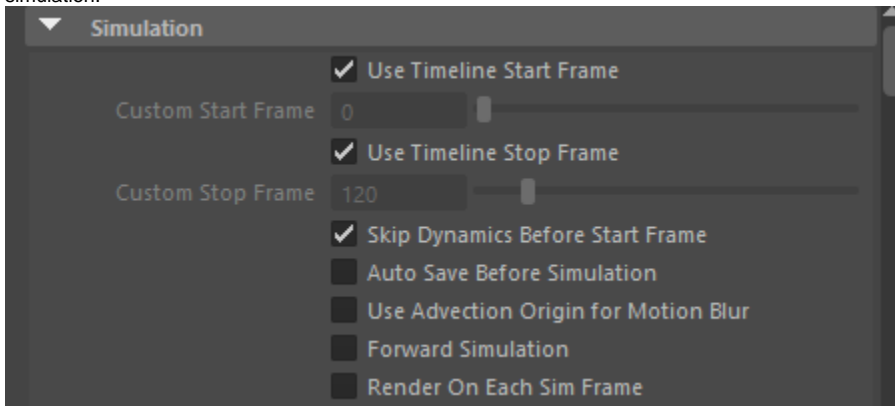 simulation.
Simulation
Use Timeline Start Frame
Custom Start Frame 0
Use Timeline Stop Frame
Custom Stop Frame 120
Skip Dynamics Before Start Frame
Auto Save Before Simulation
Use Advection Origin for Motion Blur
Forward Simulation
Render On Each Sim Frame